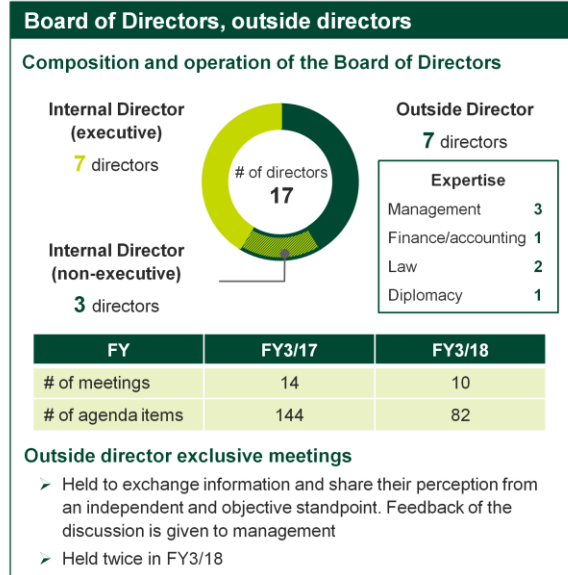 Board of Directors, outside directors
Composition and operation of the Board of Directors
Internal Director
(executive)
7 directors
# of directors
17
Outside Director
7 directors
Expertise
Management 3
Finance/accounting 1
Law 2
Diplomacy 1
Internal Director
(non-executive)
3 directors
FY FY3/17 FY3/18
# of meetings 14 10
# of agenda items 144 82
Outside director exclusive meetings
➢ Held to exchange information and share their perception from
an independent and objective standpoint. Feedback of the
discussion is given to management
➢ Held twice in FY3/18